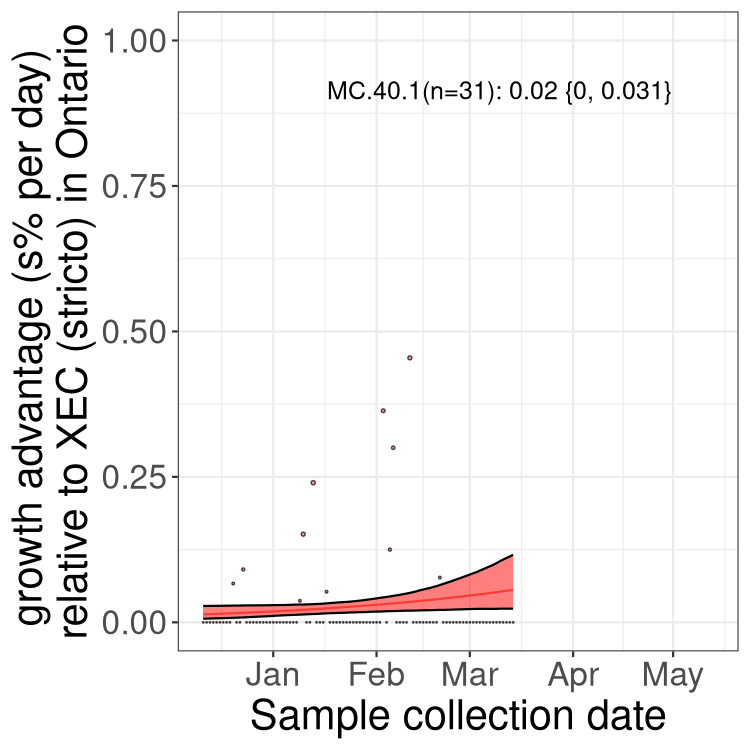 growth advantage (s% per day)
relative to XEC (stricto) in Ontario
1.00
0.75
0.50
0.25
0.00
MC.40.1(n=31): 0.02 {0, 0.031}
Jan Feb Mar Apr May
Sample collection date